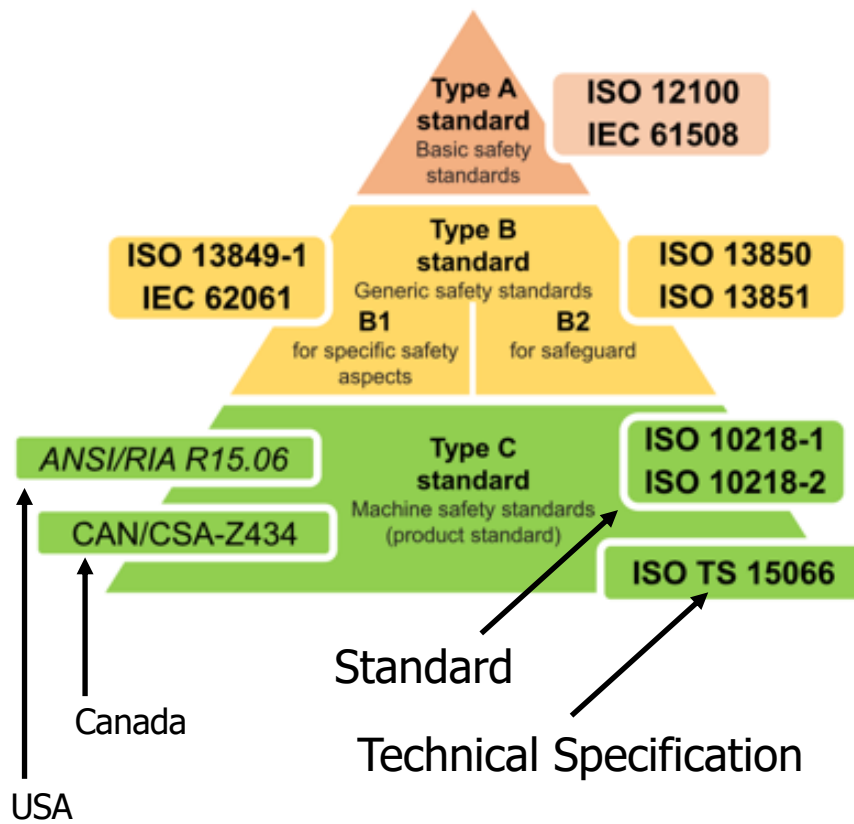 Type A
standard
Basic safety
standards
ISO 12100
IEC 61508
ISO 13849-1
IEC 62061
Type B
standard
Generic safety standards
B1
for specific safety
aspects
B2
for safeguard
ISO 13850
ISO 13851
ANSI/RIA R15.06
CAN/CSA-Z434
Type C
standard
Machine safety standards
(product standard)
ISO 10218-1
ISO 10218-2
ISO TS 15066
Standard
Canada
Technical Specification
USA